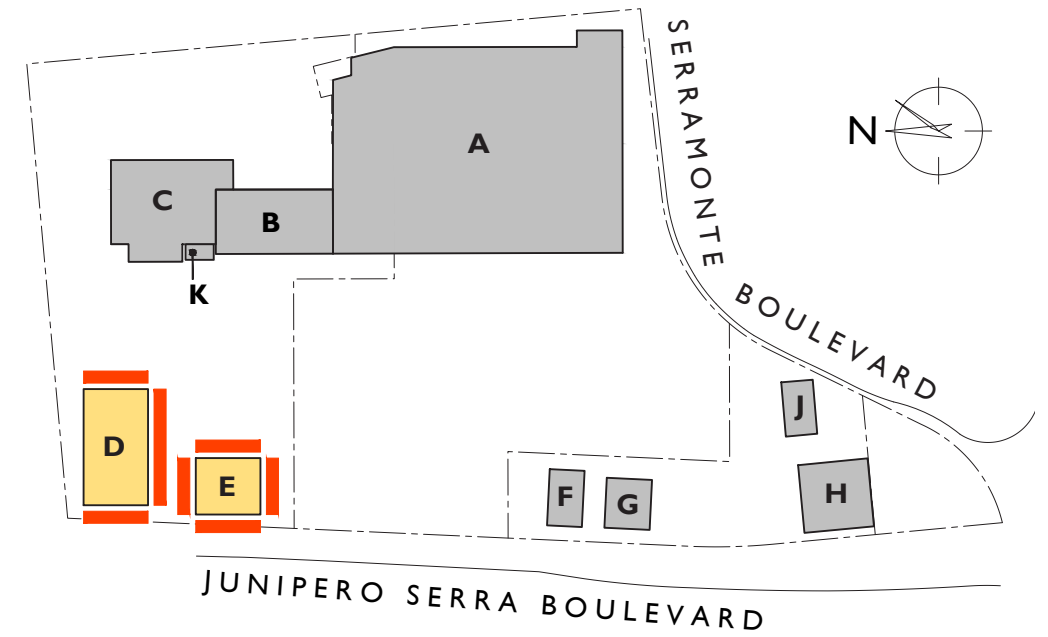 SERRAMONTE BOULEVARD
A
N
C
B
K
J
D
E
F
G
H
JUNIPERO SERRA BOULEVARD